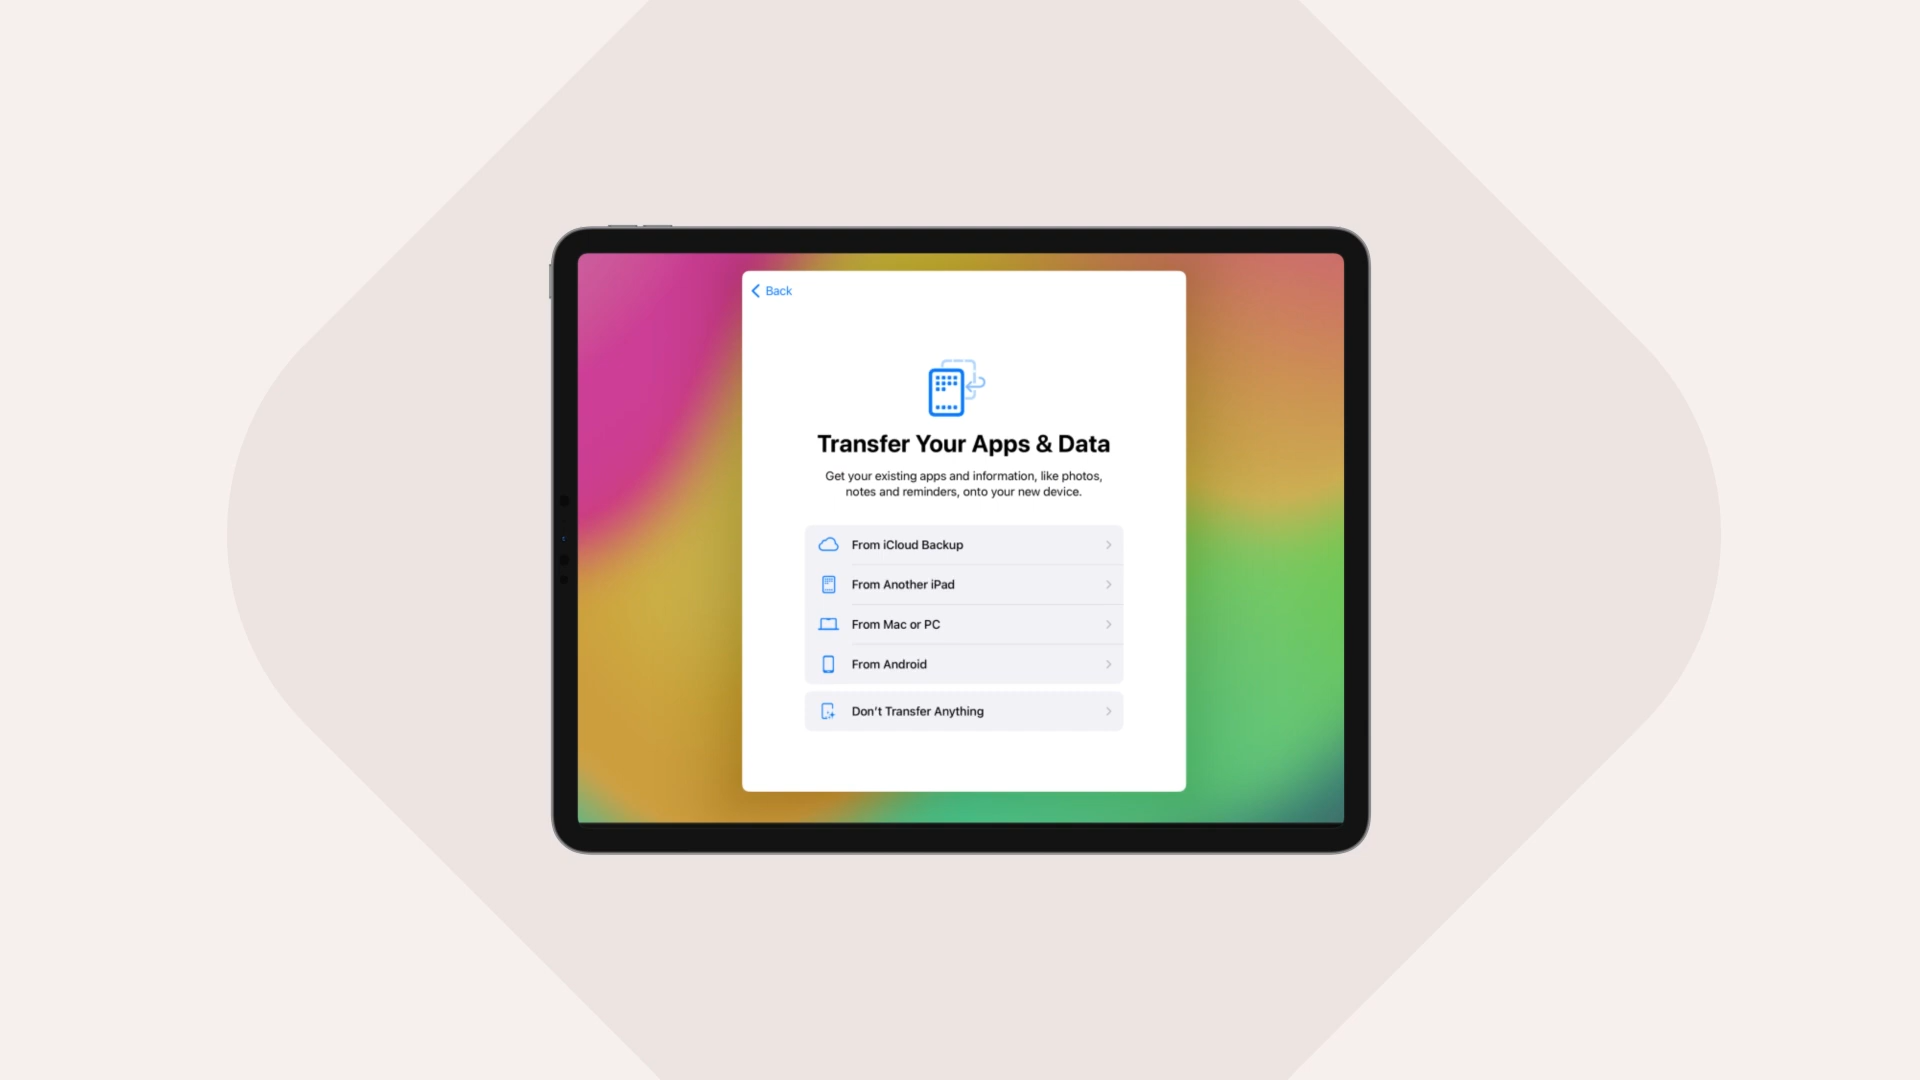 Back
Transfer Your Apps & Data
Get your existing apps and information, like photos,
notes and reminders, onto your new device.
From iCloud Backup
From Another iPad
From Mac or PC
From Android
Don't Transfer Anything